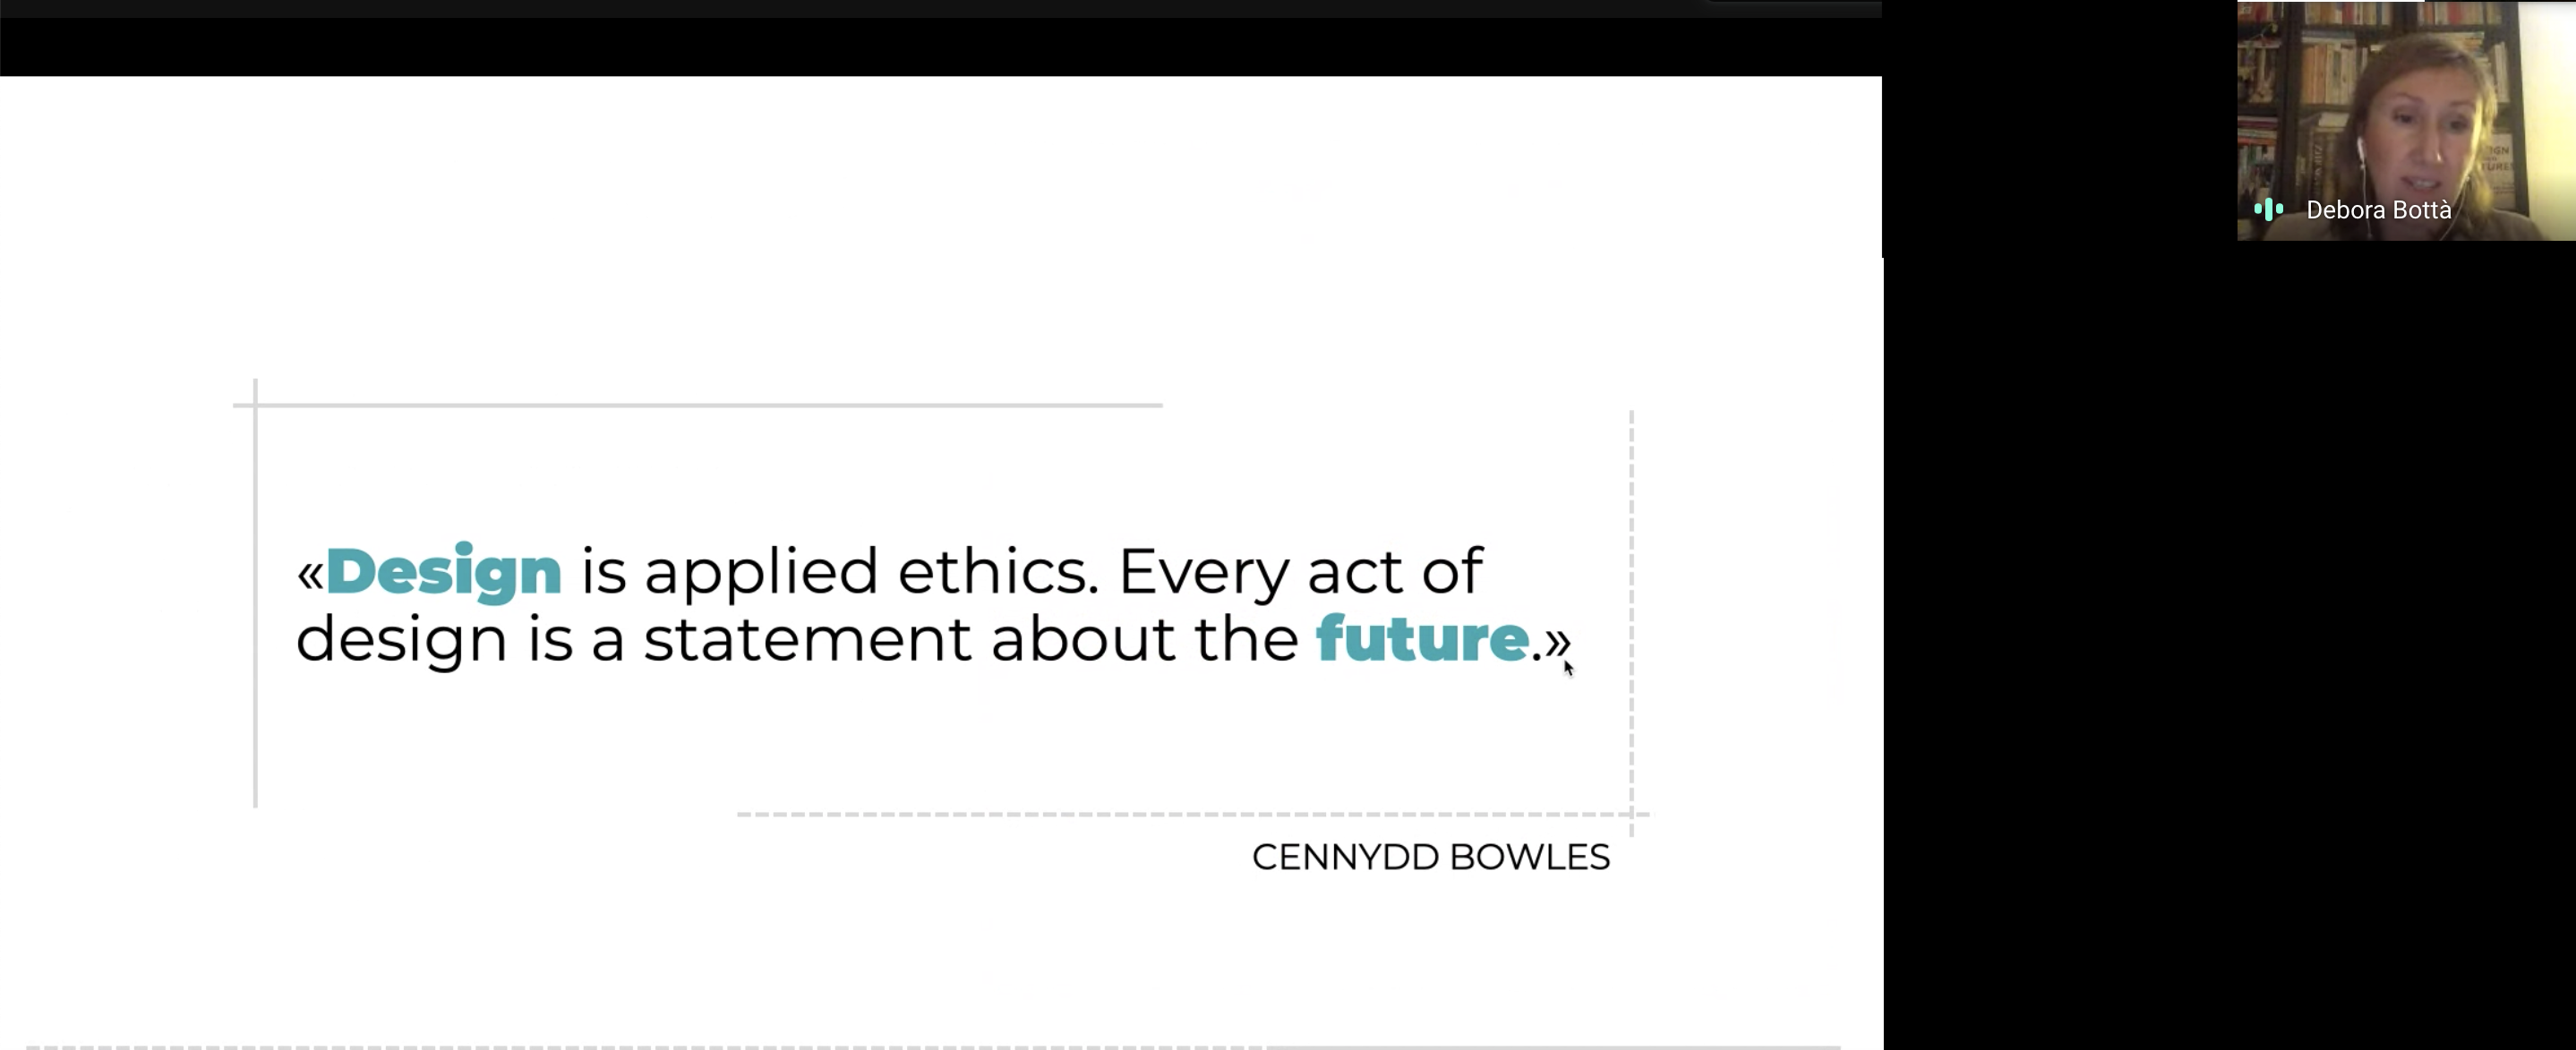 «Design is applied ethics. Every act of
design is a statement about the future.»
CENNYDD BOWLES
Debora Bottà